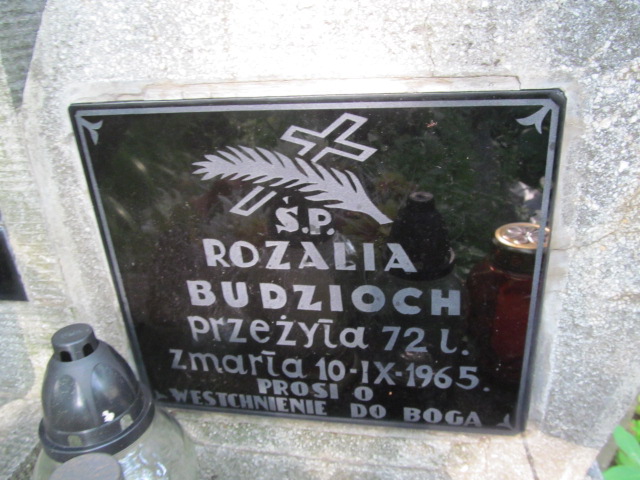 Ś.P.
ROZALIA
BUDZIOCH
przeżyła 72 l.
zmarła 10-IX-1965.
PROSI O
WESTCHNIENIE DO BOGA